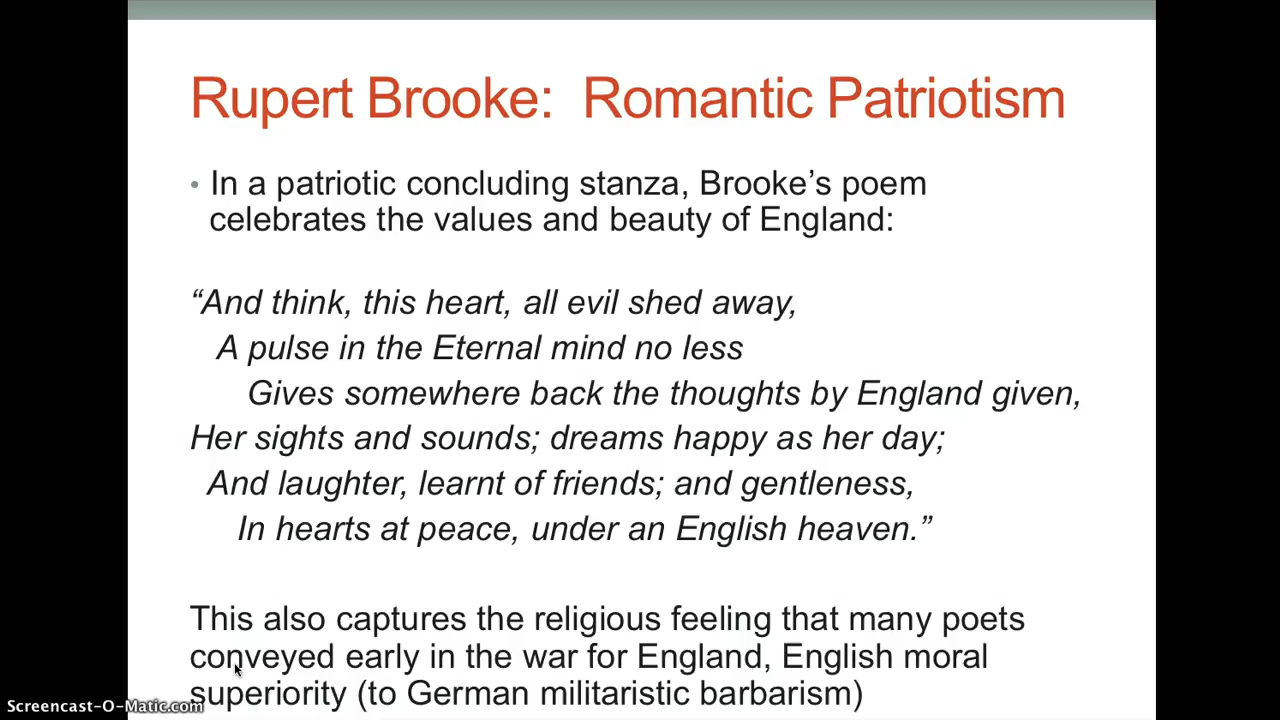 Rupert Brooke: Romantic Patriotism
• In a patriotic concluding stanza, Brooke’s poem
celebrates the values and beauty of England:
“And think, this heart, all evil shed away,
A pulse in the Eternal mind no less
Gives somewhere back the thoughts by England given,
Her sights and sounds; dreams happy as her day;
And laughter, learnt of friends; and gentleness,
In hearts at peace, under an English heaven.”
This also captures the religious feeling that many poets
conveyed early in the war for England, English moral
superiority (to German militaristic barbarism)
Screencast-O-Matic.com